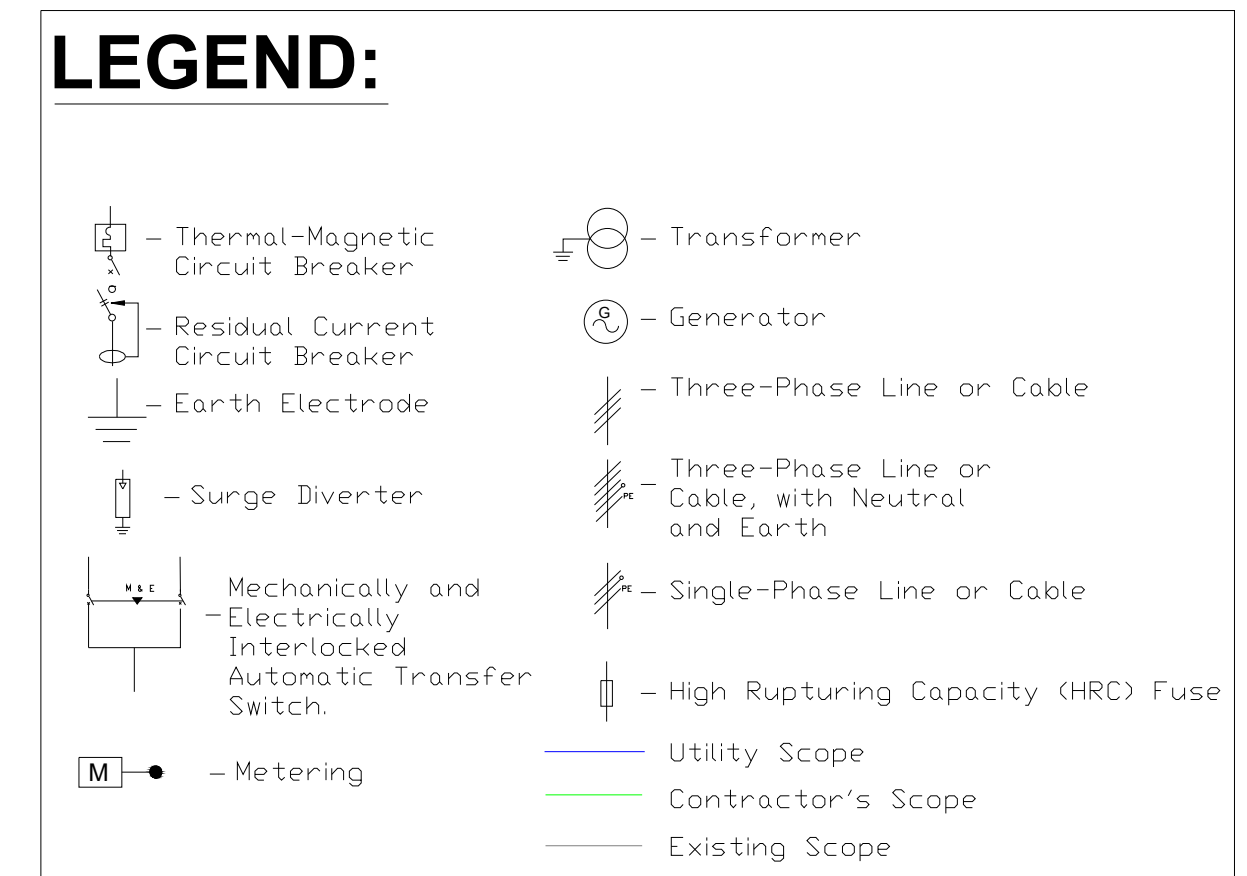 LEGEND:
– Thermal-Magnetic
Circuit Breaker
– Residual Current
Circuit Breaker
– Earth Electrode
– Surge Diverter
M & E
Mechanically and
– Electrically
Interlocked
Automatic Transfer
Switch.
M
– Metering
– Transformer
G
– Generator
– Three-Phase Line or Cable
Three-Phase Line or
PE
– Cable, with Neutral
and Earth
PE
– Single-Phase Line or Cable
– High Rupturing Capacity (HRC) Fuse
Utility Scope
Contractor's Scope
Existing Scope